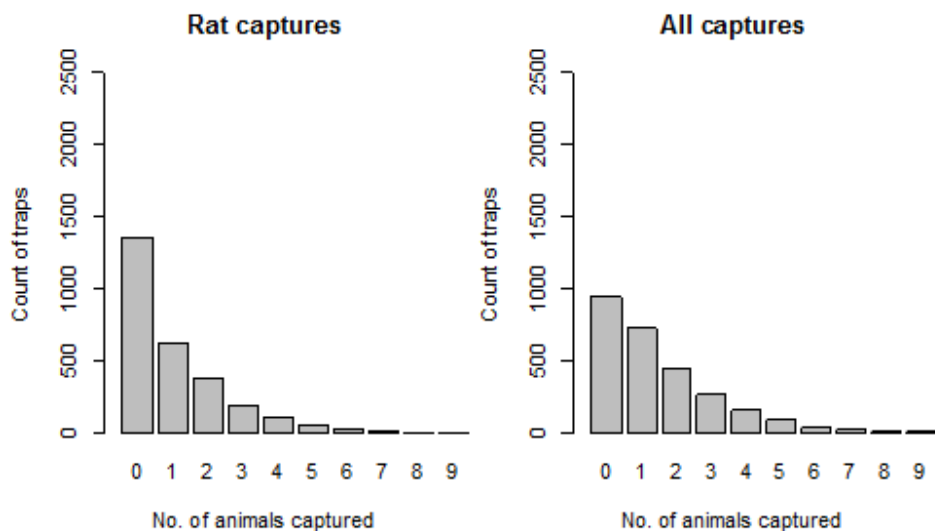 Rat captures
Count of traps
2500
2000
1500
1000
500
0
0 1 2 3 4 5 6 7 8 9
No. of animals captured
All captures
Count of traps
2500
2000
1500
1000
500
0
0 1 2 3 4 5 6 7 8 9
No. of animals captured